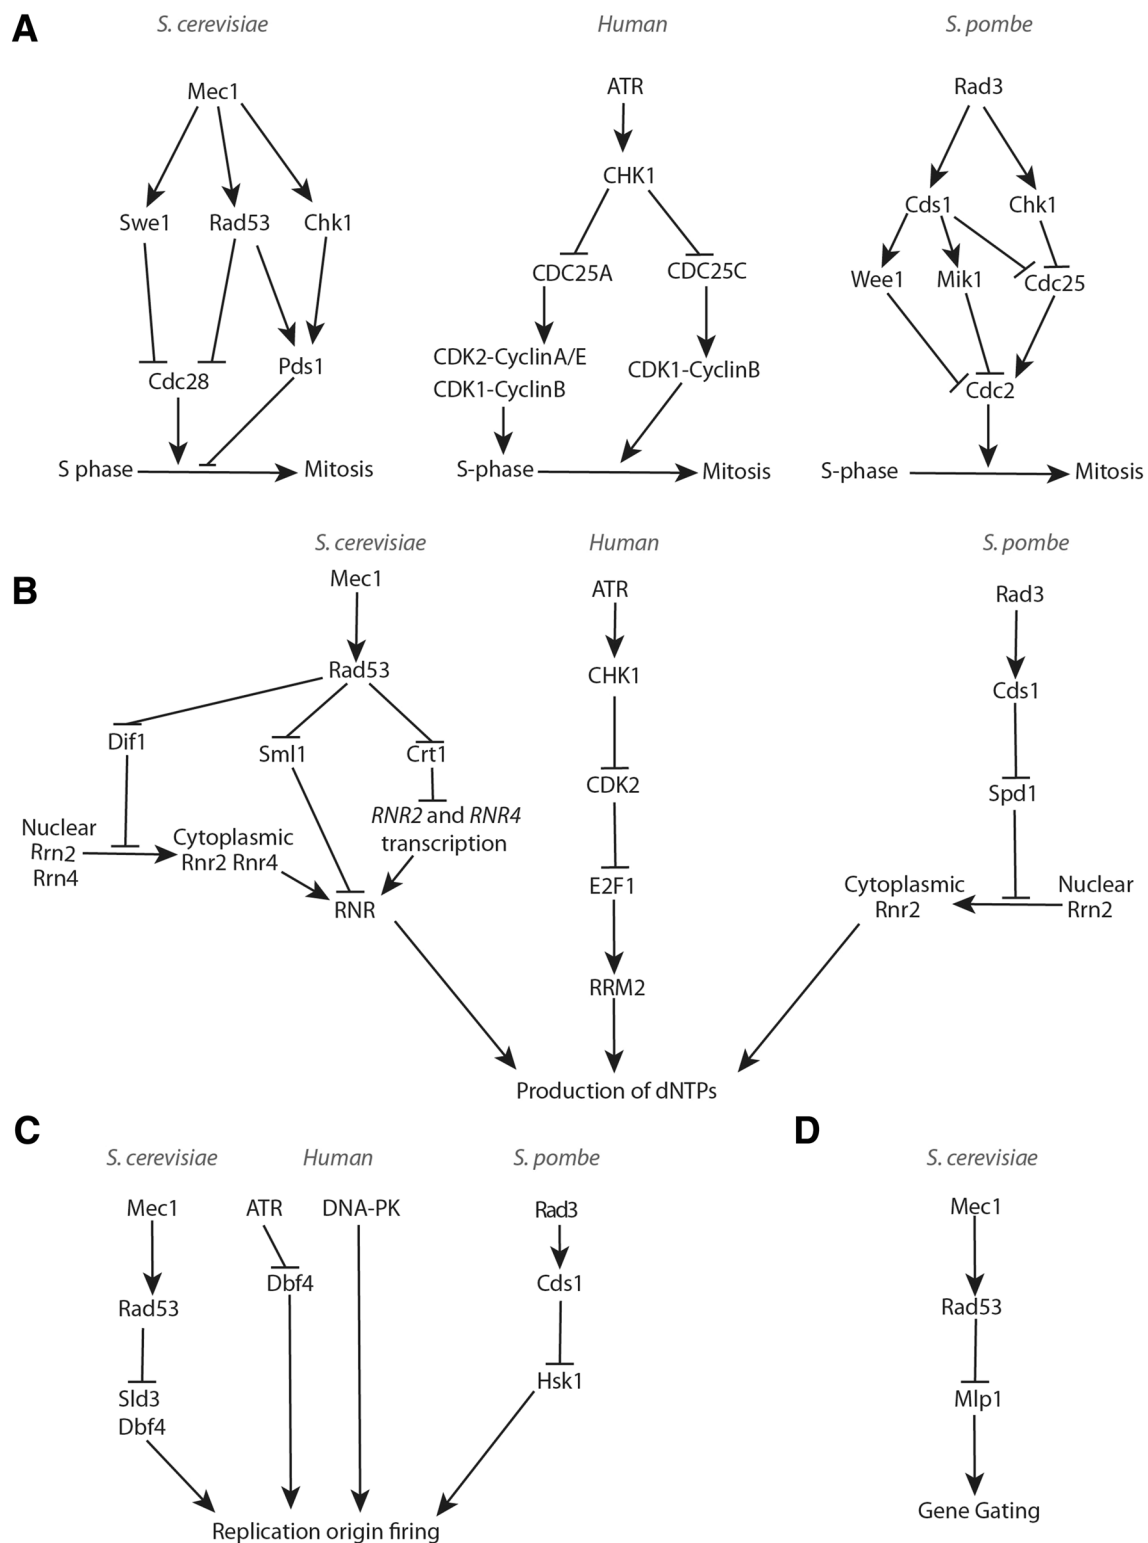 A
S. cerevisiae
Human
S. pombe
Mec1
ATR
Rad3
CHK1
Swe1
Rad53
Chk1
Cds1
Chk1
CDC25A
CDC25C
Wee1
Mik1
Cdc25
Cdc28
Pds1
CDK2-CyclinA/E
CDK1-CyclinB
CDK1-CyclinB
Cdc2
S phase
Mitosis
S-phase
Mitosis
S-phase
Mitosis
B
S. cerevisiae
Human
S. pombe
Mec1
ATR
Rad3
Rad53
CHK1
Cds1
Dif1
Sml1
Crt1
CDK2
Spd1
RNR2 and RNR4
transcription
Nuclear
Rrn2
Rrn4
Cytoplasmic
Rnr2 Rnr4
RNR
E2F1
Cytoplasmic
Rnr2
Nuclear
Rrn2
RRM2
Production of dNTPs
C
S. cerevisiae
Human
S. pombe
Mec1
ATR
DNA-PK
Rad3
Rad53
Dbf4
Cds1
Sld3
Dbf4
Hsk1
Replication origin firing
D
S. cerevisiae
Mec1
Rad53
Mlp1
Gene Gating